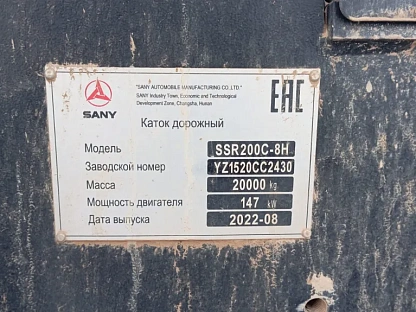 "SANY AUTOMOBILE MANUFACTURING CO.,LTD."
SANY Industry Town, Economic and Technological
Development Zone, Changsha, Hunan
SANY
EAC
Каток дорожный
Модель SSR200C-8H
Заводской номер YZ1520CC2430
Масса 20000 kg
Мощность двигателя 147 kW
Дата выпуска 2022-08